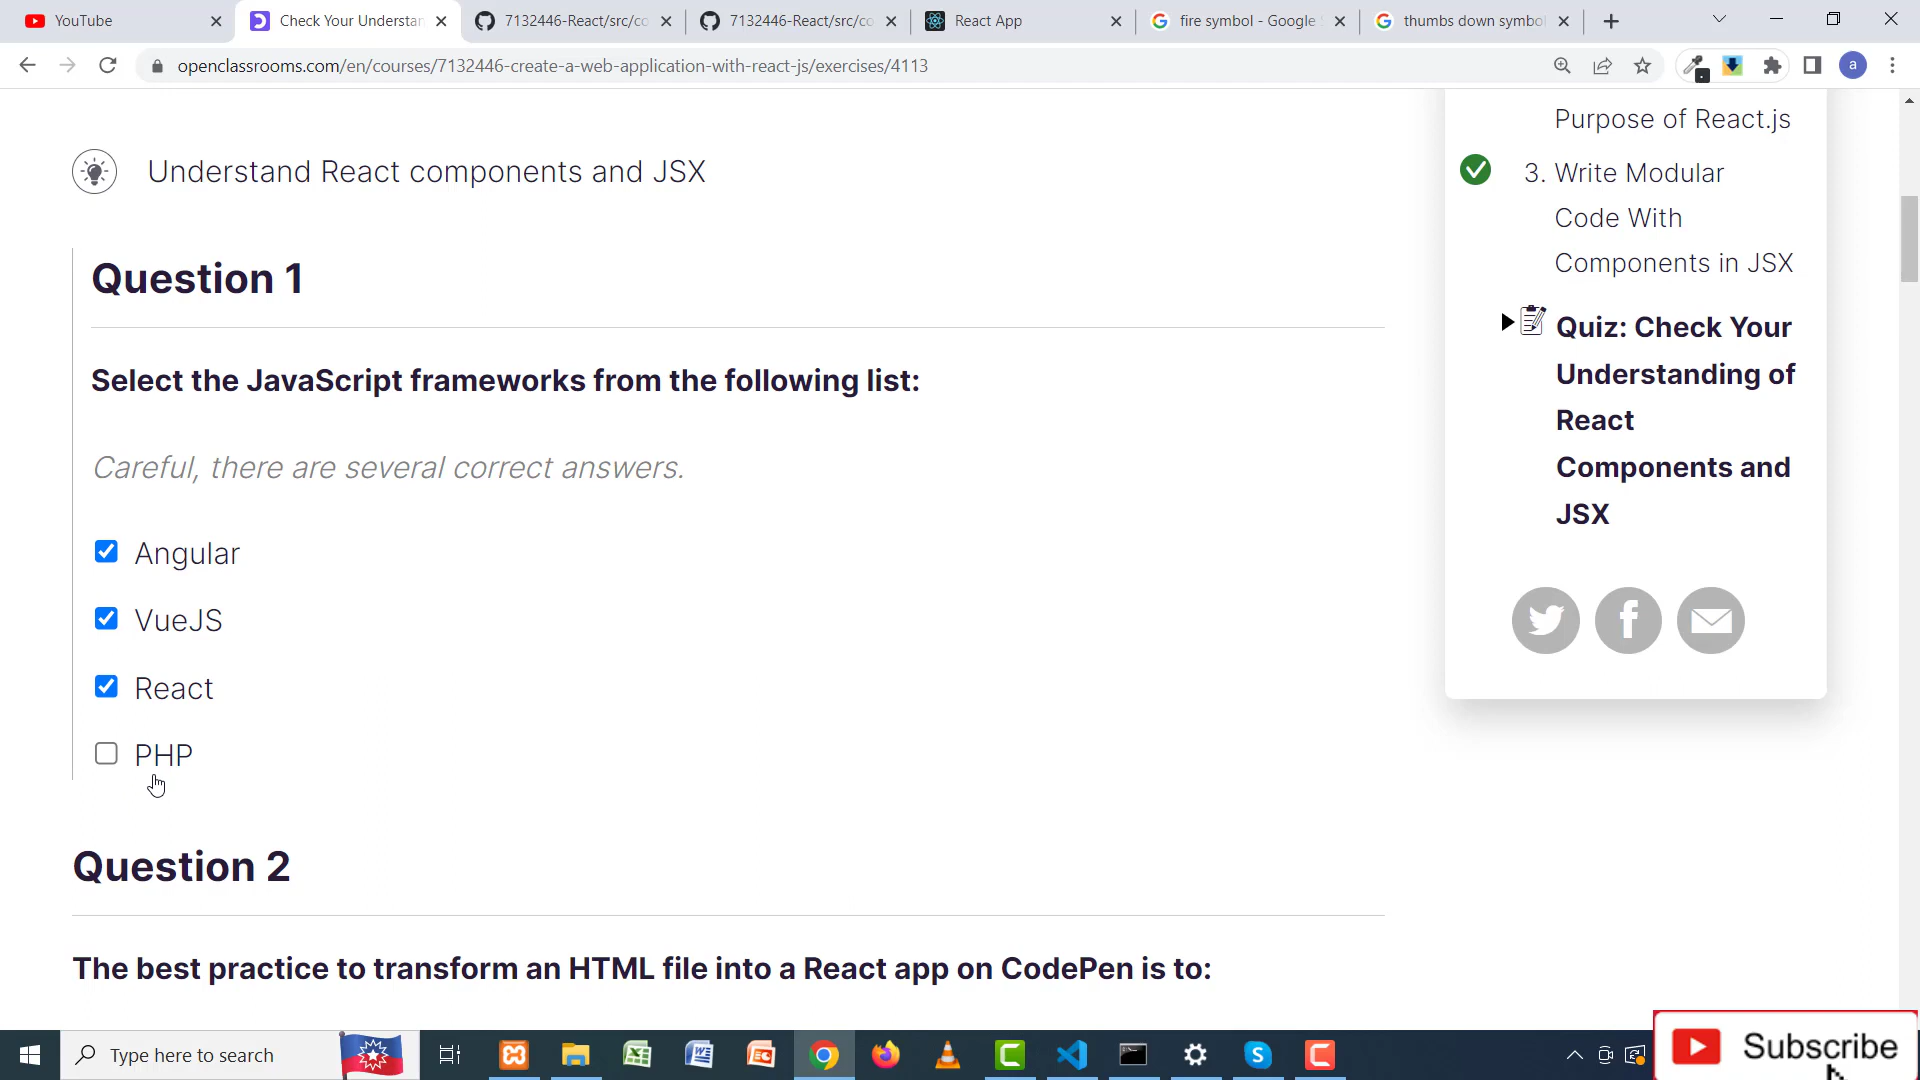 YouTube
Check Your Understan
7132446-React/src/co
7132446-React/src/co
React App
fire symbol - Google
thumbs down symbol
openclassrooms.com/en/courses/7132446-create-a-web-application-with-react-js/exercises/4113
a
Understand React components and JSX
Question 1
Select the JavaScript frameworks from the following list:
Careful, there are several correct answers.
Angular
VueJS
React
PHP
Question 2
The best practice to transform an HTML file into a React app on CodePen is to:
Purpose of React.js
3. Write Modular
Code With
Components in JSX
Quiz: Check Your
Understanding of
React
Components and
JSX
Type here to search
Subscribe